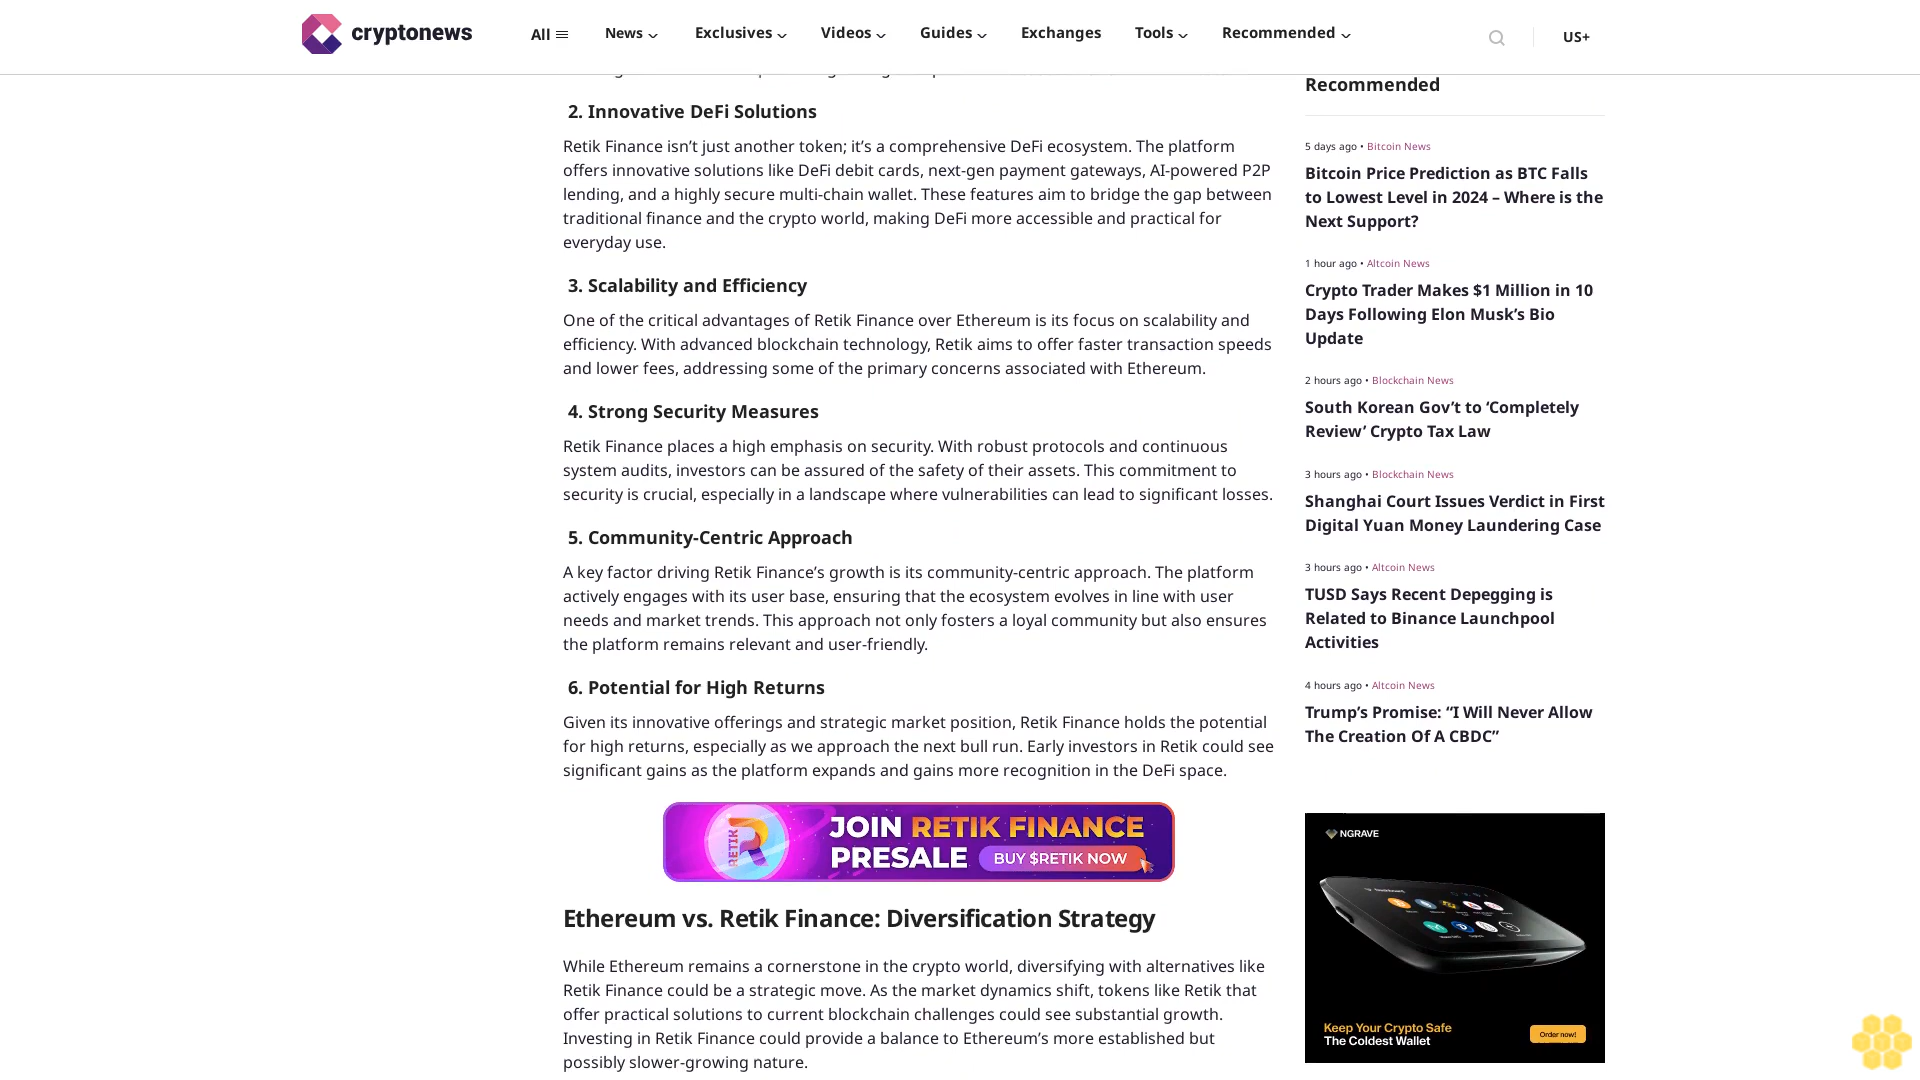 cryptonews
All
News
Exclusives
Videos
Guides
Exchanges
Tools
Recommended
US+
2. Innovative DeFi Solutions
Retik Finance isn’t just another token; it’s a comprehensive DeFi ecosystem. The platform
offers innovative solutions like DeFi debit cards, next-gen payment gateways, AI-powered P2P
lending, and a highly secure multi-chain wallet. These features aim to bridge the gap between
traditional finance and the crypto world, making DeFi more accessible and practical for
everyday use.
3. Scalability and Efficiency
One of the critical advantages of Retik Finance over Ethereum is its focus on scalability and
efficiency. With advanced blockchain technology, Retik aims to offer faster transaction speeds
and lower fees, addressing some of the primary concerns associated with Ethereum.
4. Strong Security Measures
Retik Finance places a high emphasis on security. With robust protocols and continuous
system audits, investors can be assured of the safety of their assets. This commitment to
security is crucial, especially in a landscape where vulnerabilities can lead to significant losses.
5. Community-Centric Approach
A key factor driving Retik Finance’s growth is its community-centric approach. The platform
actively engages with its user base, ensuring that the ecosystem evolves in line with user
needs and market trends. This approach not only fosters a loyal community but also ensures
the platform remains relevant and user-friendly.
6. Potential for High Returns
Given its innovative offerings and strategic market position, Retik Finance holds the potential
for high returns, especially as we approach the next bull run. Early investors in Retik could see
significant gains as the platform expands and gains more recognition in the DeFi space.
RETIK
JOIN RETIK FINANCE
PRESALE
BUY $RETIK NOW
Ethereum vs. Retik Finance: Diversification Strategy
While Ethereum remains a cornerstone in the crypto world, diversifying with alternatives like
Retik Finance could be a strategic move. As the market dynamics shift, tokens like Retik that
offer practical solutions to current blockchain challenges could see substantial growth.
Investing in Retik Finance could provide a balance to Ethereum’s more established but
possibly slower-growing nature.
Recommended
5 days ago • Bitcoin News
Bitcoin Price Prediction as BTC Falls
to Lowest Level in 2024 – Where is the
Next Support?
1 hour ago • Altcoin News
Crypto Trader Makes $1 Million in 10
Days Following Elon Musk’s Bio
Update
2 hours ago • Blockchain News
South Korean Gov’t to ‘Completely
Review’ Crypto Tax Law
3 hours ago • Blockchain News
Shanghai Court Issues Verdict in First
Digital Yuan Money Laundering Case
3 hours ago • Altcoin News
TUSD Says Recent Depegging is
Related to Binance Launchpool
Activities
4 hours ago • Altcoin News
Trump’s Promise: “I Will Never Allow
The Creation Of A CBDC”
NGRAVE
Keep Your Crypto Safe
The Coldest Wallet
Order now!